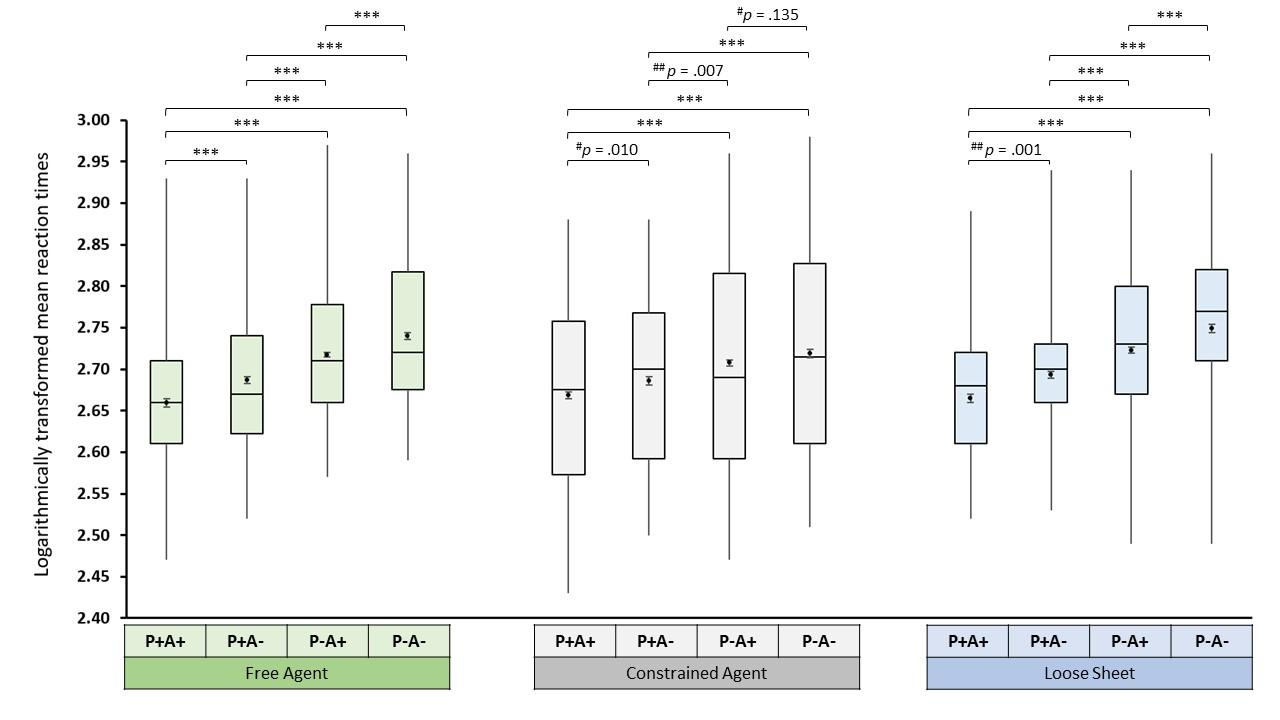 ***
#p = .135
***
***
***
***
***
##p = .007
***
***
***
***
***
***
***
***
***
#p = .010
##p = .001
Logarithmically transformed mean reaction times
3.00
2.95
2.90
2.85
2.80
2.75
2.70
2.65
2.60
2.55
2.50
2.45
2.40
P+A+ P+A- P-A+ P-A-
Free Agent
P+A+ P+A- P-A+ P-A-
Constrained Agent
P+A+ P+A- P-A+ P-A-
Loose Sheet